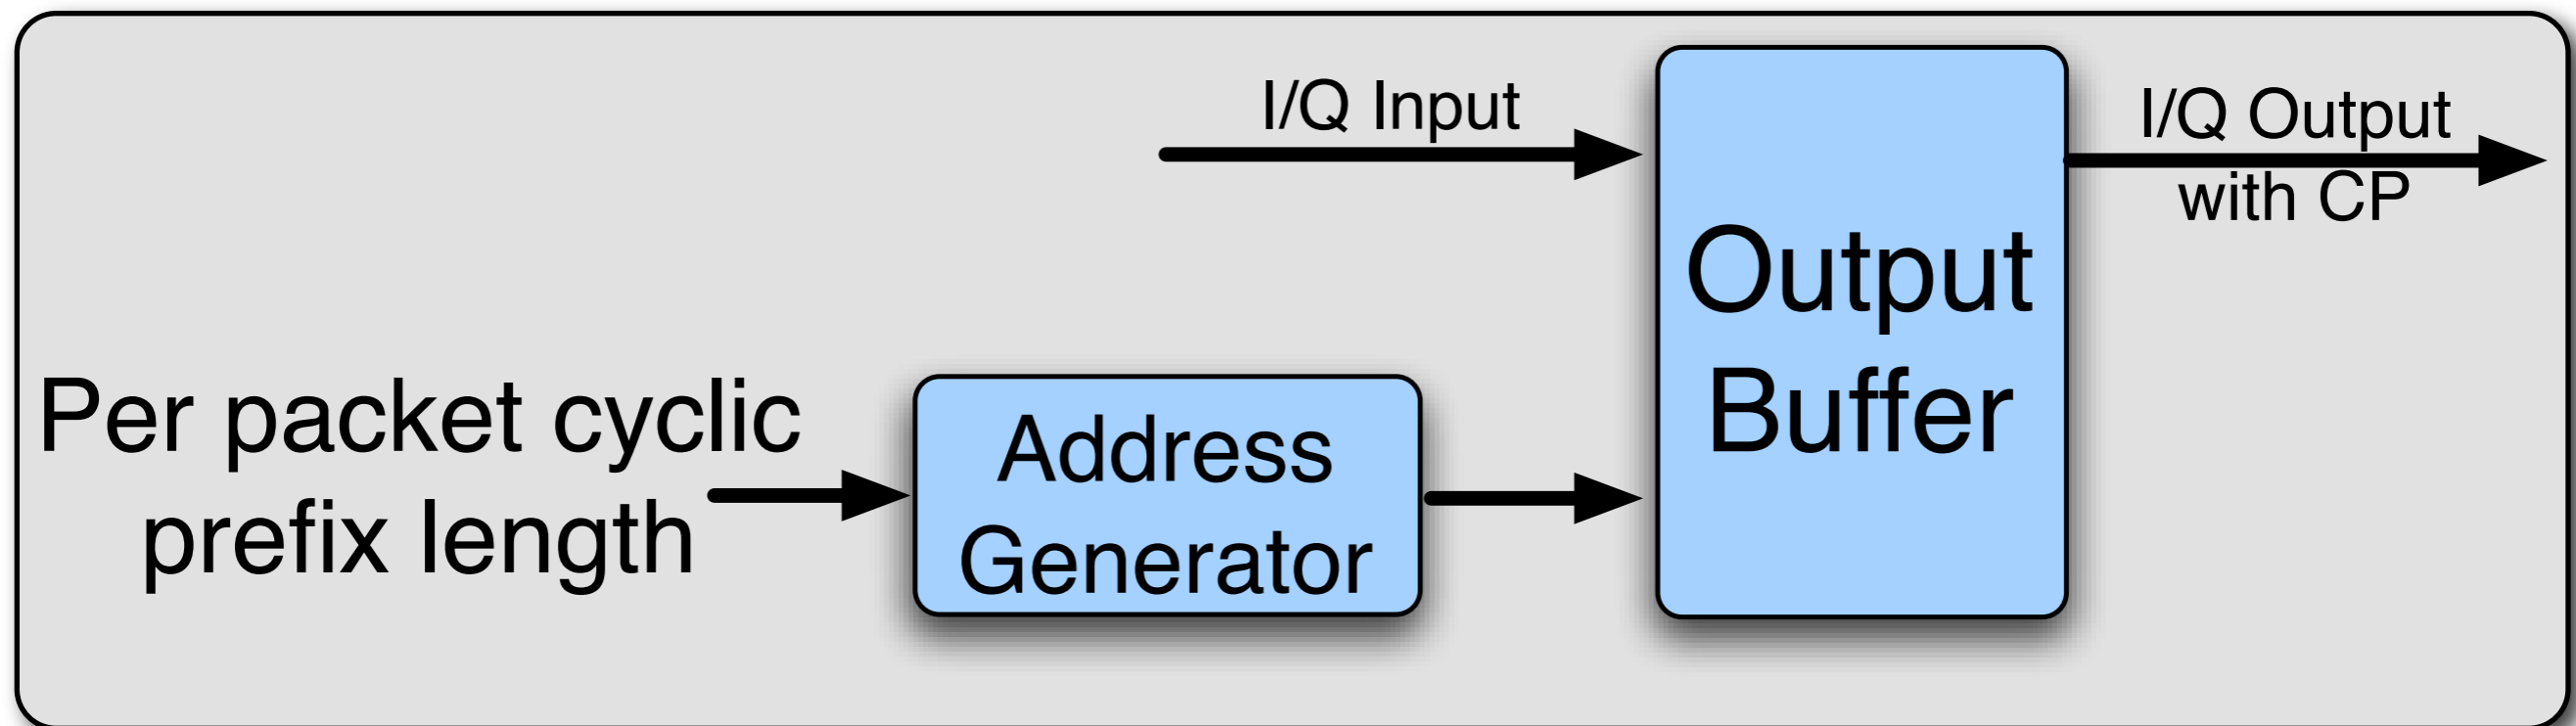 I/Q Input
I/Q Output
with CP
Output
Buffer
Per packet cyclic
prefix length
Address
Generator